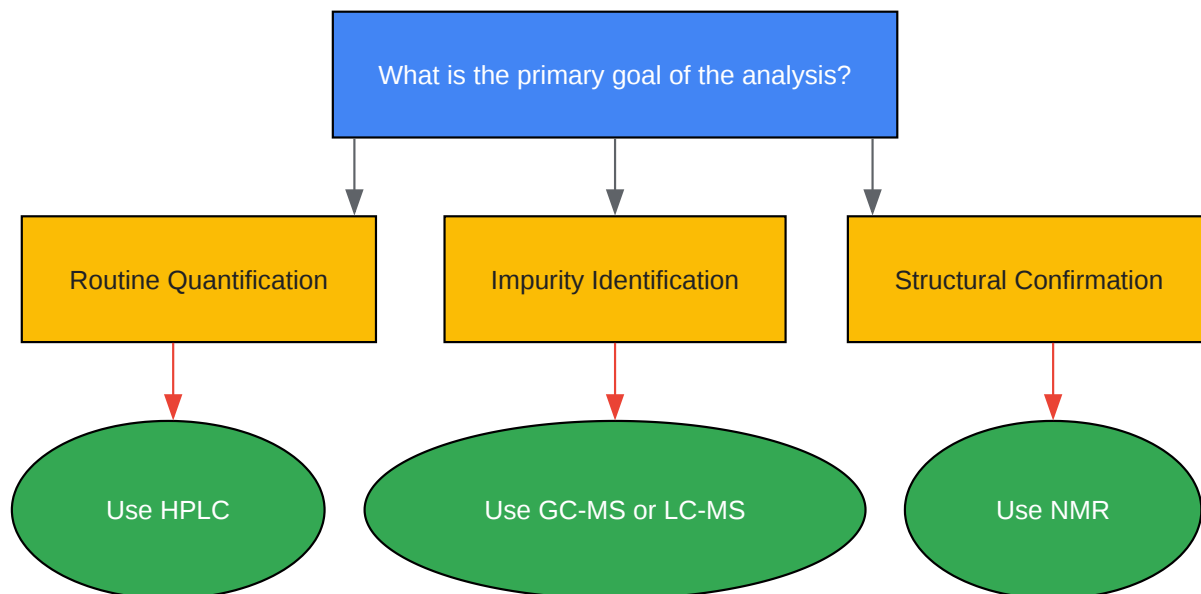 What is the primary goal of the analysis?
Routine Quantification
Impurity Identification
Structural Confirmation
Use HPLC
Use GC-MS or LC-MS
Use NMR